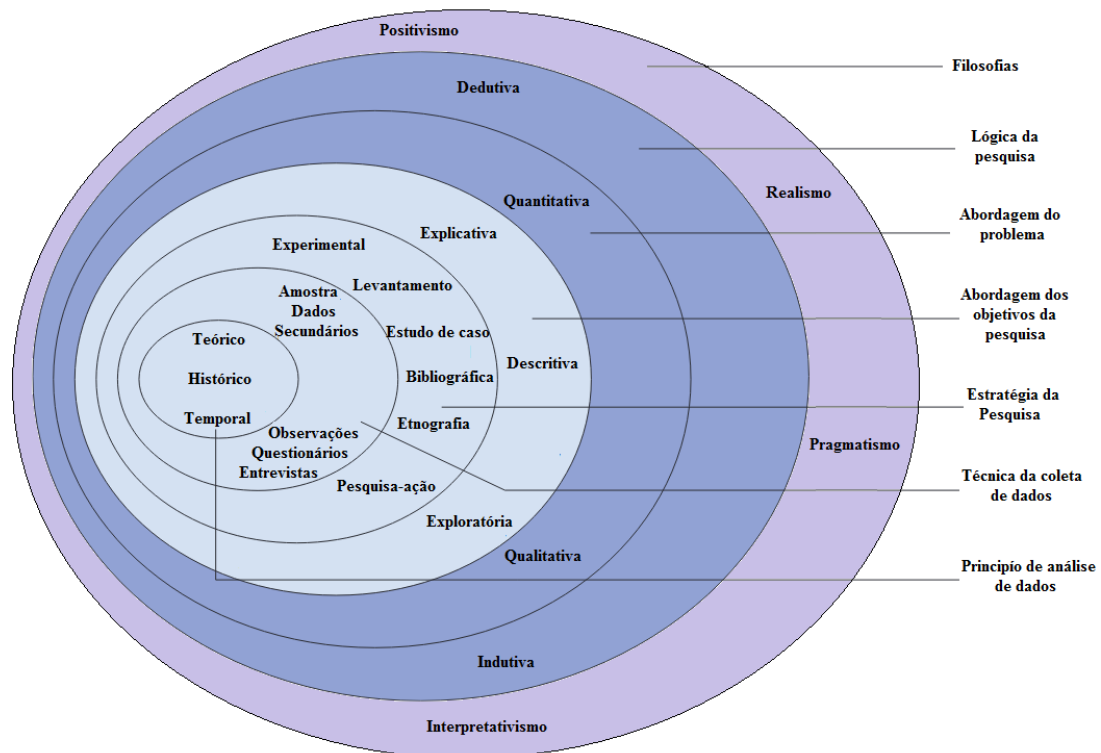 Positivismo
Filosofias
Dedutiva
Lógica da
pesquisa
Realismo
Quantitativa
Abordagem do
problema
Explicativa
Experimental
Levantamento
Amostra
Dados
Secundários
Abordagem dos
objetivos da
pesquisa
Estudo de caso
Teórico
Histórico
Temporal
Descritiva
Bibliográfica
Estratégia da
Pesquisa
Etnografia
Observações
Questionários
Entrevistas
Pragmatismo
Pesquisa-ação
Técnica da coleta
de dados
Exploratória
Qualitativa
Princípío de análise
de dados
Indutiva
Interpretativismo